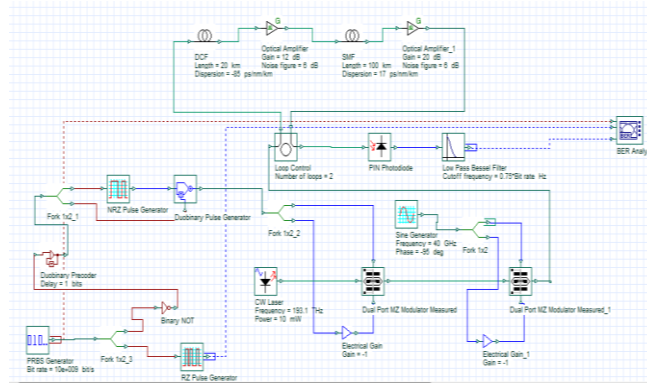 G
G
DCF
Length = 20 km
Dispersion = -85 ps/nm/km
Optical Amplifier
Gain = 12 dB
Noise figure = 6 dB
SMF
Length = 100 km
Dispersion = 17 ps/nm/km
Optical Amplifier_1
Gain = 20 dB
Noise figure = 6 dB
BER Analy
Loop Control
Number of loops = 2
PIN Photodiode
Low Pass Bessel Filter
Cutoff frequency = 0.75*Bit rate Hz
Fork 1x2_1
NRZ Pulse Generator
Duobinary Pulse Generator
Fork 1x2_2
Sine Generator
Frequency = 40 GHz
Phase = -95 deg
Fork 1x2
Duobinary Precoder
Delay = 1 bits
CW Laser
Frequency = 193.1 THz
Power = 10 mW
Dual Port MZ Modulator Measured
Dual Port MZ Modulator Measured_1
Binary NOT
Electrical Gain
Gain = -1
Electrical Gain_1
Gain = -1
PRBS Generator
Bit rate = 10e+009 bit/s
Fork 1x2_3
RZ Pulse Generator